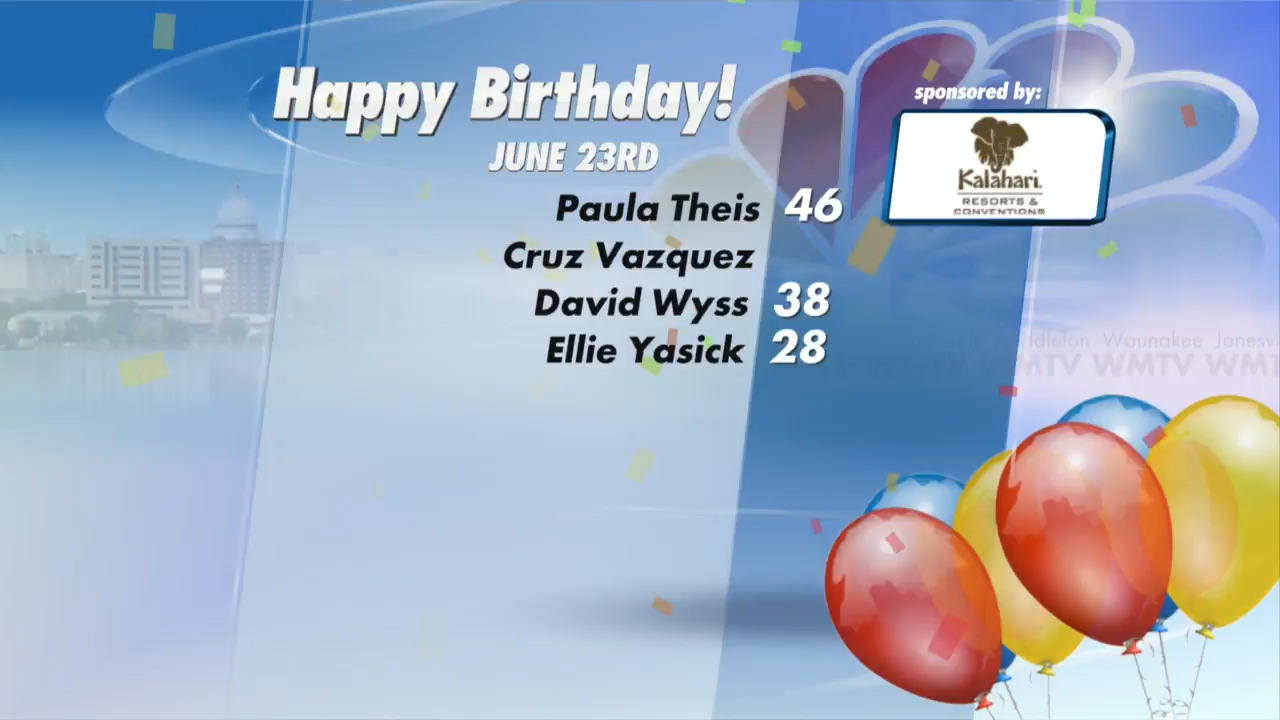 Happy Birthday!
JUNE 23RD
sponsored by:
Kalahari.
RESORTS &
CONVENTIONS
Paula Theis 46
Cruz Vazquez
David Wyss 38
Ellie Yasick 28
Waunakee
WMTV WMTV